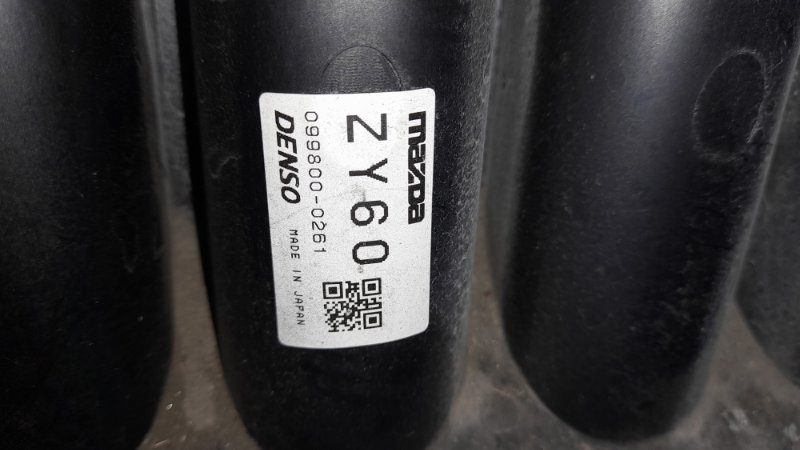 mazda
ZY60
099800-0261
DENSO MADE IN JAPAN